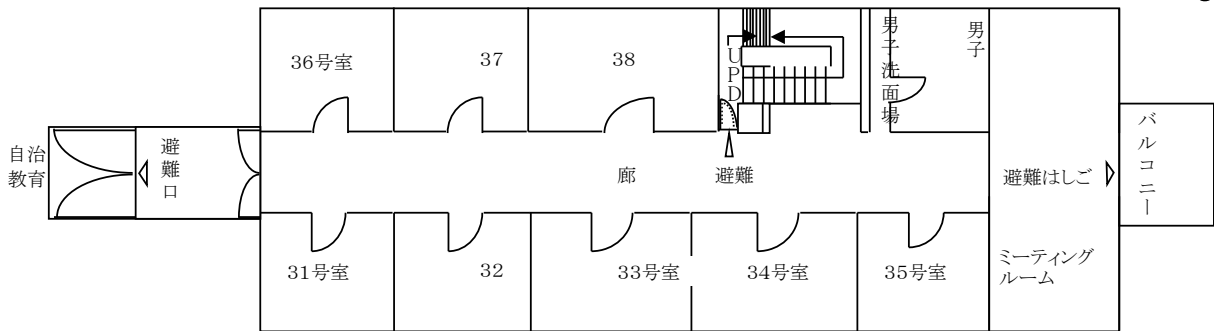 36号室
37
38
UPD
男子洗面場
男子
自治
教育
避難口
廊
避難
避難はしご
バルコニー
31号室
32
33号室
34号室
35号室
ミーティング
ルーム